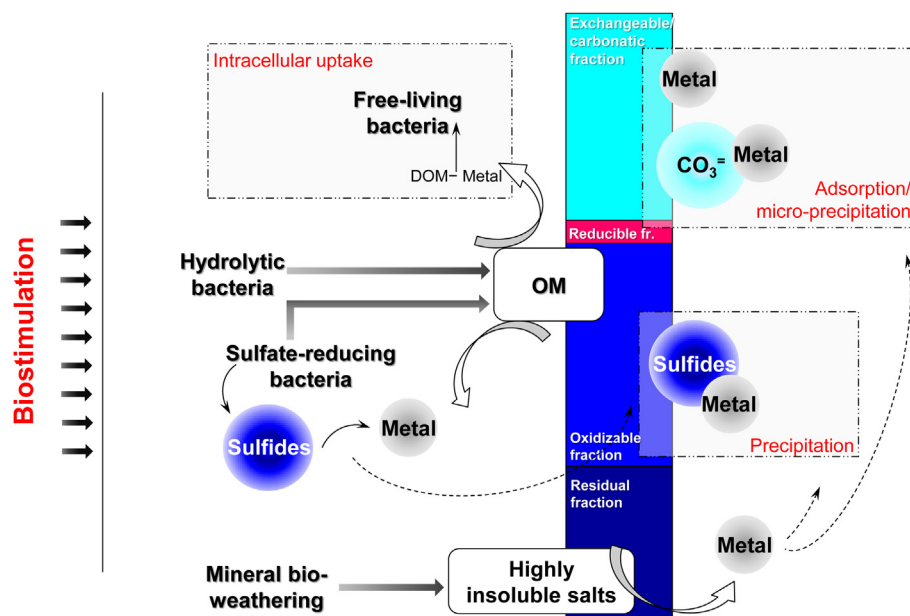 Exchangeable/
carbonatic
fraction
Intracellular uptake
Free-living
bacteria
DOM– Metal
Metal
CO₃⁼
Metal
Adsorption/
micro-precipitation
Reducible fr.
Biostimulation
Hydrolytic
bacteria
OM
Sulfate-reducing
bacteria
Sulfides
Metal
Sulfides
Metal
Precipitation
Oxidizable
fraction
Residual
fraction
Metal
Mineral bio-
weathering
Highly
insoluble salts